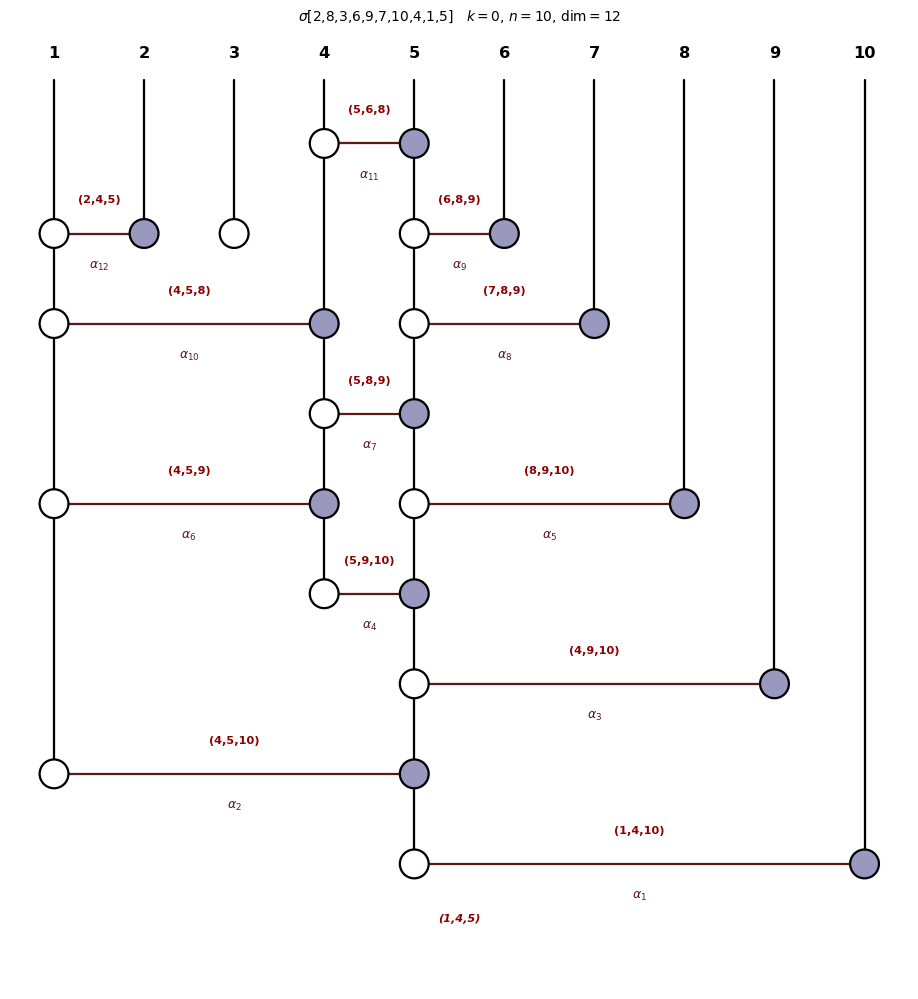 σ[2,8,3,6,9,7,10,4,1,5]   k=0, n=10, dim=12
1 2 3 4 5 6 7 8 9 10
(5,6,8)
α₁₁
(2,4,5) (6,8,9)
α₁₂ α₉
(4,5,8) (7,8,9)
α₁₀ α₈
(5,8,9)
α₇
(4,5,9) (8,9,10)
α₆ α₅
(5,9,10)
α₄
(4,9,10)
α₃
(4,5,10)
α₂
(1,4,10)
α₁
(1,4,5)